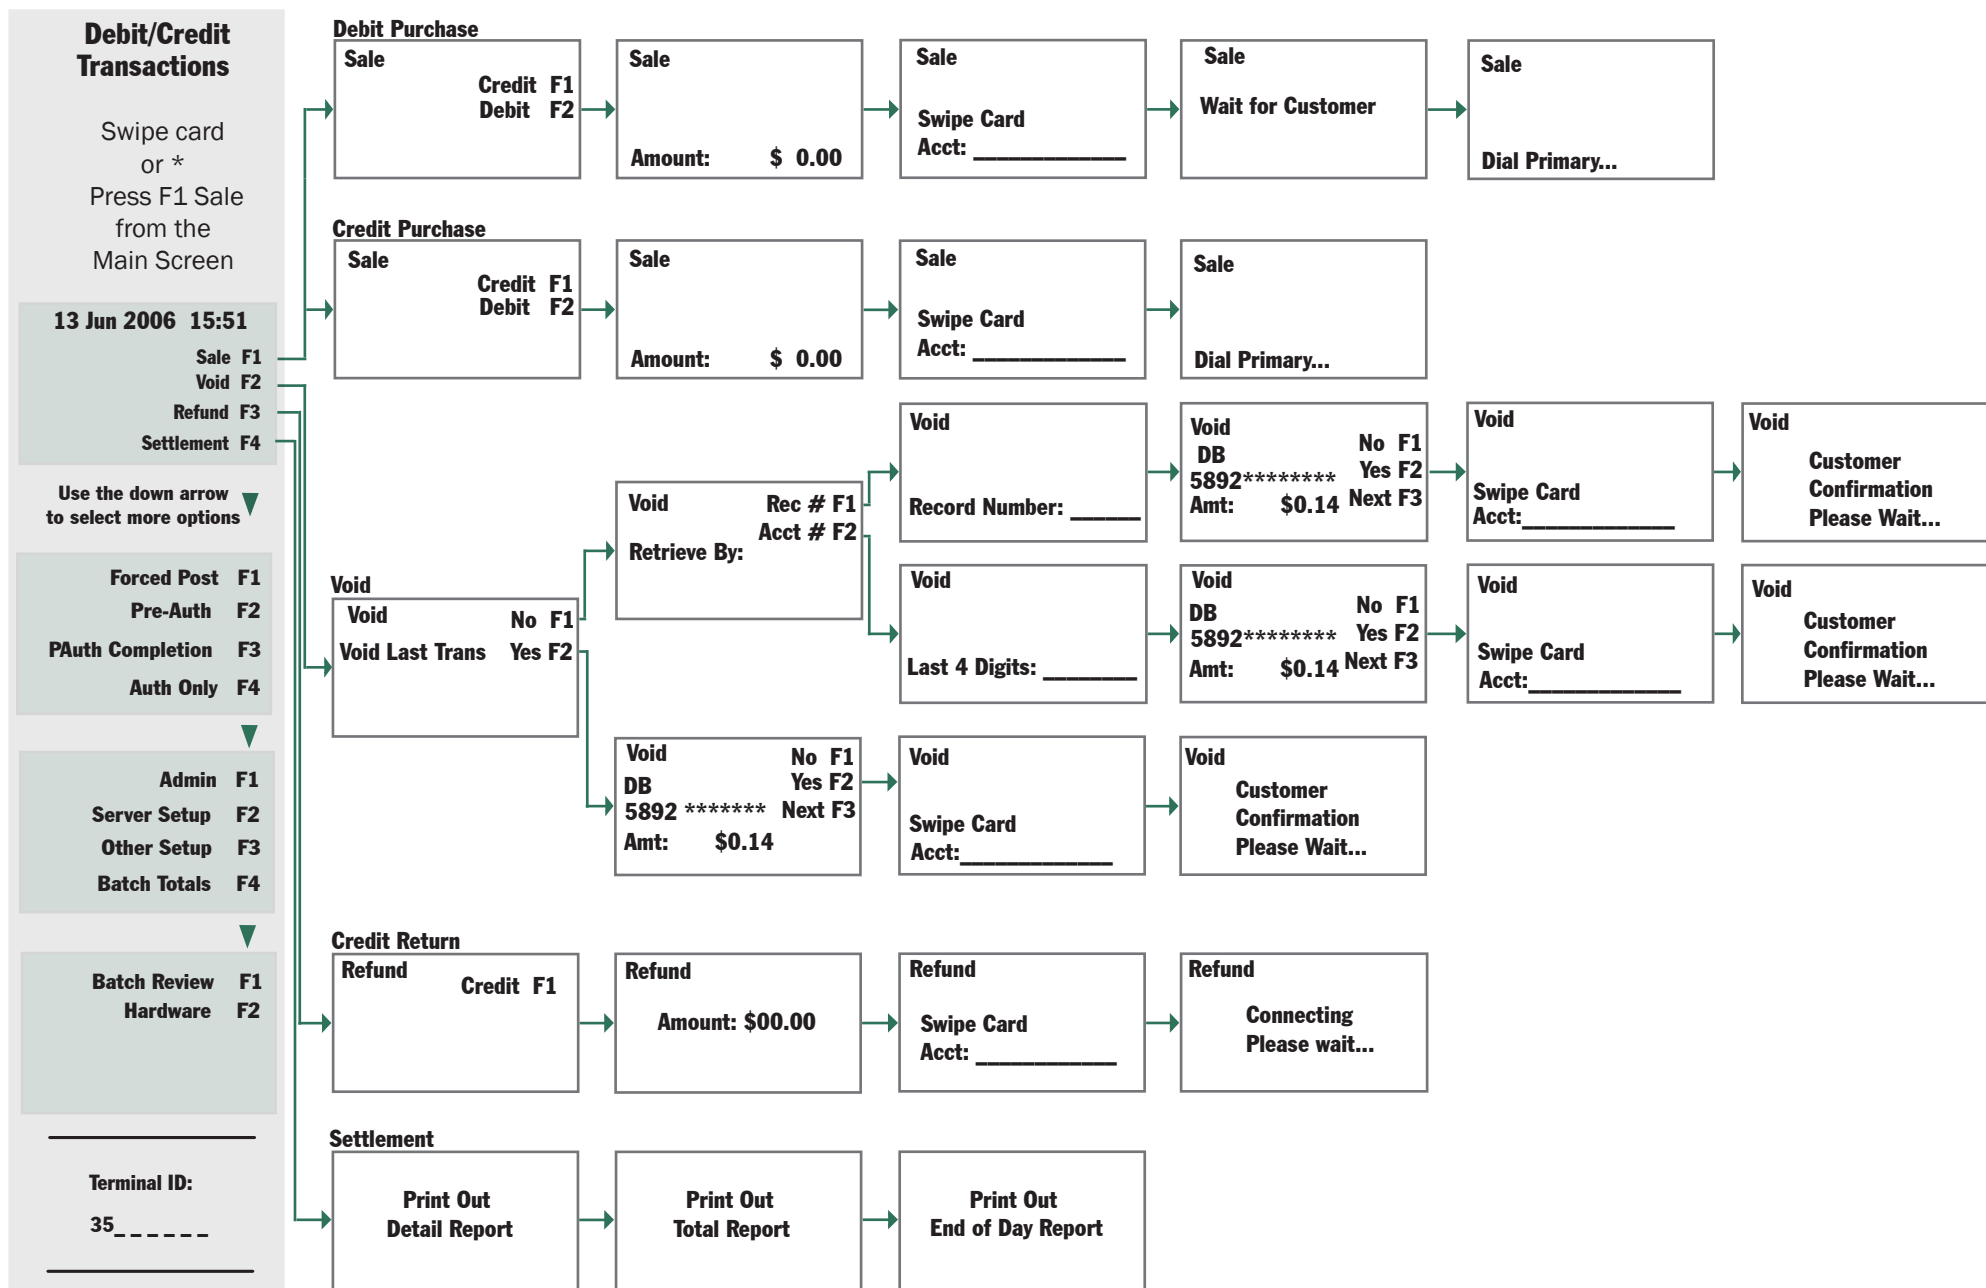 Debit/Credit
Transactions
Swipe card
or *
Press F1 Sale
from the
Main Screen
13 Jun 2006 15:51
Sale F1
Void F2
Refund F3
Settlement F4
Use the down arrow
to select more options
Forced Post F1
Pre-Auth F2
PAuth Completion F3
Auth Only F4
Admin F1
Server Setup F2
Other Setup F3
Batch Totals F4
Batch Review F1
Hardware F2
Terminal ID:
35_ _ _ _ _ _
Debit Purchase
Sale
Credit F1
Debit F2
Sale
Amount: $ 0.00
Sale
Swipe Card
Acct: _____________
Sale
Wait for Customer
Sale
Dial Primary...
Credit Purchase
Sale
Credit F1
Debit F2
Sale
Amount: $ 0.00
Sale
Swipe Card
Acct: _____________
Sale
Dial Primary...
Void
Void No F1
Void Last Trans Yes F2
Void Rec # F1
Acct # F2
Retrieve By:
Void
Record Number: ______
Void No F1
DB Yes F2
5892********
Amt: $0.14 Next F3
Void
Swipe Card
Acct:_____________
Void
Customer
Confirmation
Please Wait...
Void
Last 4 Digits: ________
Void No F1
DB
5892******** Yes F2
Amt: $0.14 Next F3
Void
Swipe Card
Acct:_____________
Void
Customer
Confirmation
Please Wait...
Void No F1
DB Yes F2
5892 ******* Next F3
Amt: $0.14
Void
Swipe Card
Acct:_____________
Void
Customer
Confirmation
Please Wait...
Credit Return
Refund
Credit F1
Refund
Amount: $00.00
Refund
Swipe Card
Acct: ____________
Refund
Connecting
Please wait...
Settlement
Print Out
Detail Report
Print Out
Total Report
Print Out
End of Day Report